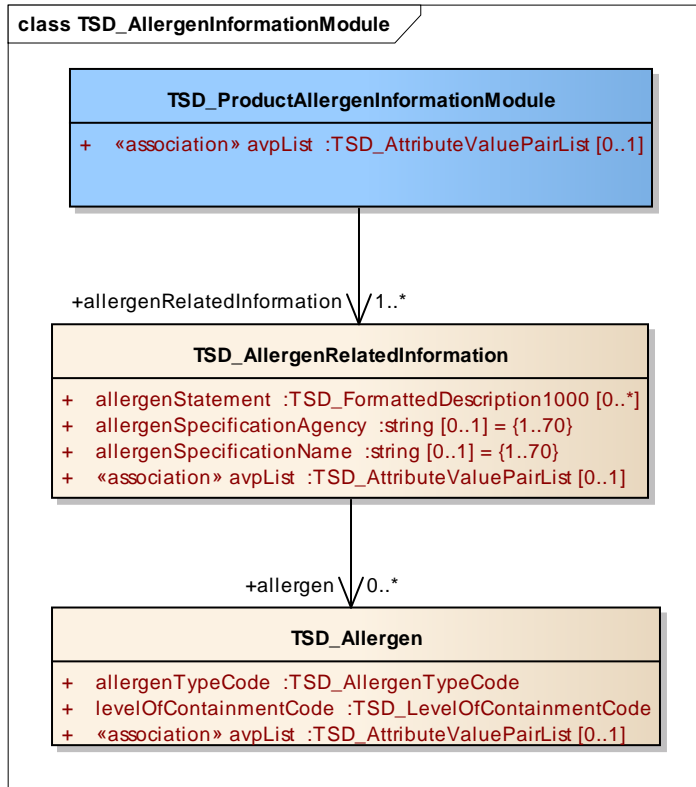 class TSD_AllergenInformationModule
TSD_ProductAllergenInformationModule
+ «association» avpList :TSD_AttributeValuePairList [0..1]
+allergenRelatedInformation 1..*
TSD_AllergenRelatedInformation
+ allergenStatement :TSD_FormattedDescription1000 [0..*]
+ allergenSpecificationAgency :string [0..1] = {1..70}
+ allergenSpecificationName :string [0..1] = {1..70}
+ «association» avpList :TSD_AttributeValuePairList [0..1]
+allergen 0..*
TSD_Allergen
+ allergenTypeCode :TSD_AllergenTypeCode
+ levelOfContainmentCode :TSD_LevelOfContainmentCode
+ «association» avpList :TSD_AttributeValuePairList [0..1]